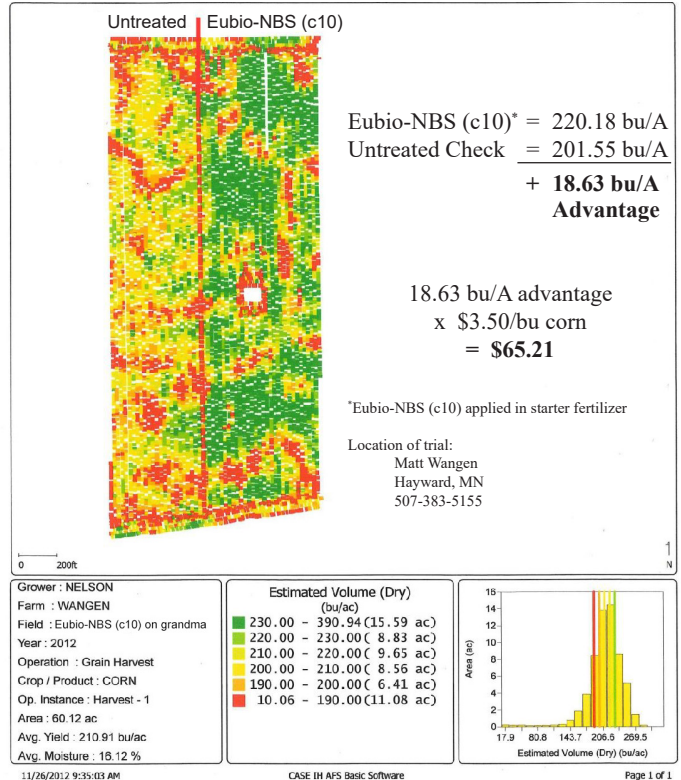 Untreated Eubio-NBS (c10)
Eubio-NBS (c10)* = 220.18 bu/A
Untreated Check = 201.55 bu/A
+ 18.63 bu/A
Advantage
18.63 bu/A advantage
x $3.50/bu corn
= $65.21
*Eubio-NBS (c10) applied in starter fertilizer
Location of trial:
Matt Wangen
Hayward, MN
507-383-5155
0 200ft
1
N
Grower : NELSON
Farm : WANGEN
Field : Eubio-NBS (c10) on grandma
Year : 2012
Operation : Grain Harvest
Crop / Product : CORN
Op. Instance : Harvest - 1
Area : 60.12 ac
Avg. Yield : 210.91 bu/ac
Avg. Moisture : 16.12 %
Estimated Volume (Dry)
(bu/ac)
230.00 - 390.94(15.59 ac)
220.00 - 230.00( 8.83 ac)
210.00 - 220.00( 9.65 ac)
200.00 - 210.00( 8.56 ac)
190.00 - 200.00( 6.41 ac)
10.06 - 190.00(11.08 ac)
Area (ac)
16
14
12
10
8
6
4
2
0
17.9 80.8 143.7 206.5 269.5
Estimated Volume (Dry) (bu/ac)
11/26/2012 9:35:03 AM CASE IH AFS Basic Software Page 1 of 1